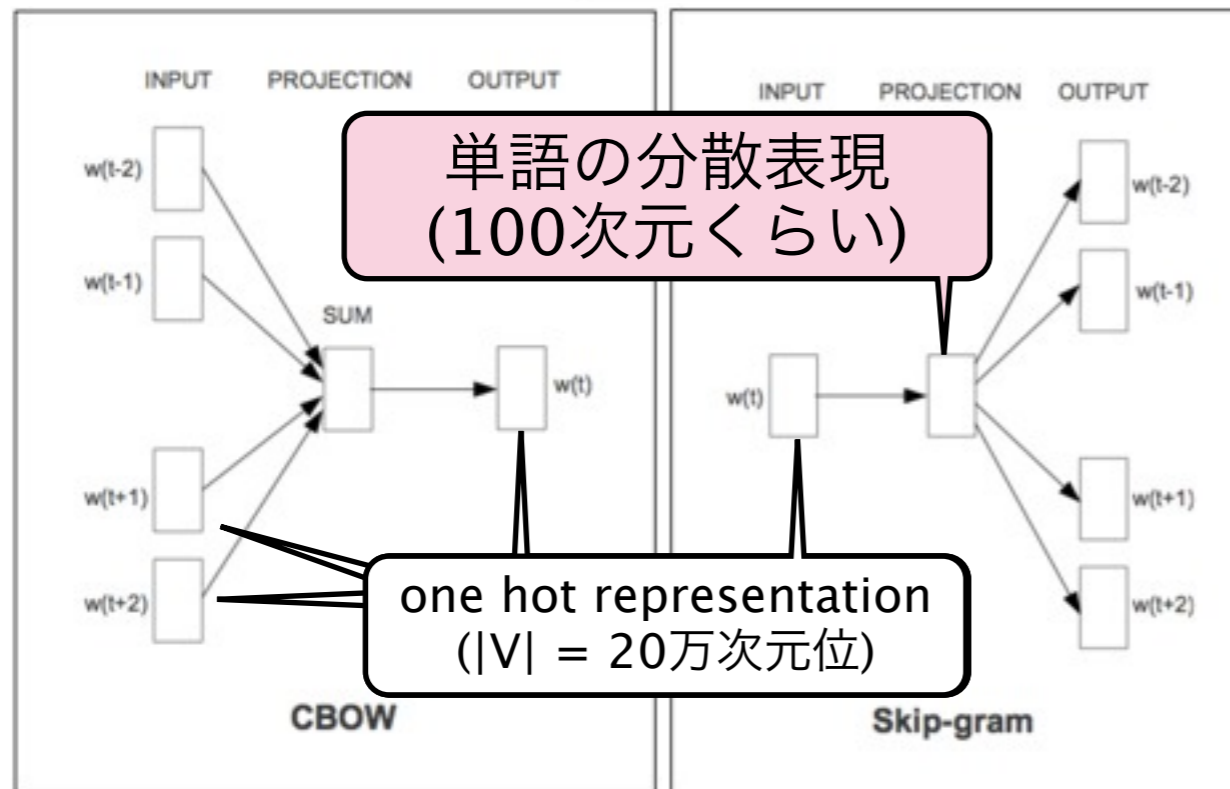 INPUT PROJECTION OUTPUT
w(t-2)
w(t-1)
SUM
w(t)
w(t+1)
w(t+2)
CBOW
INPUT PROJECTION OUTPUT
w(t-2)
w(t-1)
w(t)
w(t+1)
w(t+2)
Skip-gram
単語の分散表現
(100次元くらい)
one hot representation
(|V| = 20万次元位)